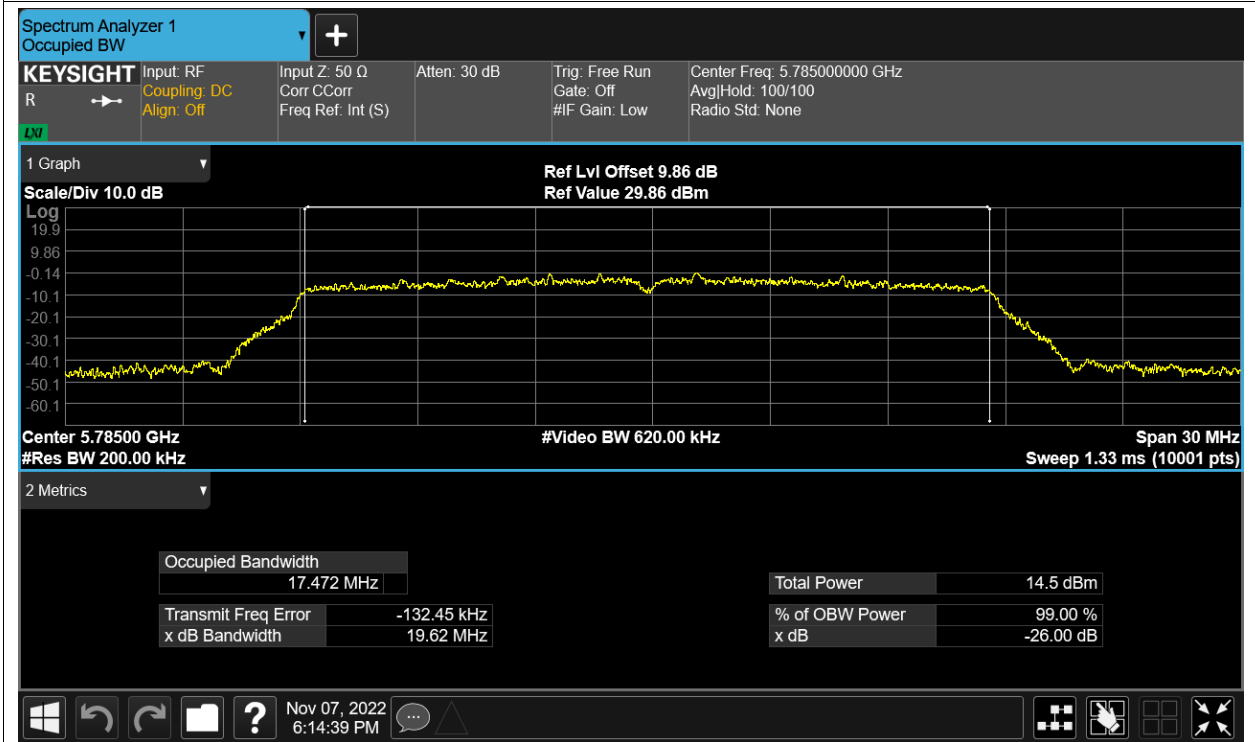 Spectrum Analyzer 1
Occupied BW
KEYSIGHT
R
LXI
Input: RF
Coupling: DC
Align: Off
Input Z: 50 Ω
Corr CCorr
Freq Ref: Int (S)
Atten: 30 dB
Trig: Free Run
Gate: Off
#IF Gain: Low
Center Freq: 5.785000000 GHz
Avg|Hold: 100/100
Radio Std: None
1 Graph
Scale/Div 10.0 dB
Ref Lvl Offset 9.86 dB
Ref Value 29.86 dBm
Log
19.9
9.86
-0.14
-10.1
-20.1
-30.1
-40.1
-50.1
-60.1
Center 5.78500 GHz
#Res BW 200.00 kHz
#Video BW 620.00 kHz
Span 30 MHz
Sweep 1.33 ms (10001 pts)
2 Metrics
Occupied Bandwidth
17.472 MHz
Transmit Freq Error -132.45 kHz
x dB Bandwidth 19.62 MHz
Total Power 14.5 dBm
% of OBW Power 99.00 %
x dB -26.00 dB
?
Nov 07, 2022
6:14:39 PM